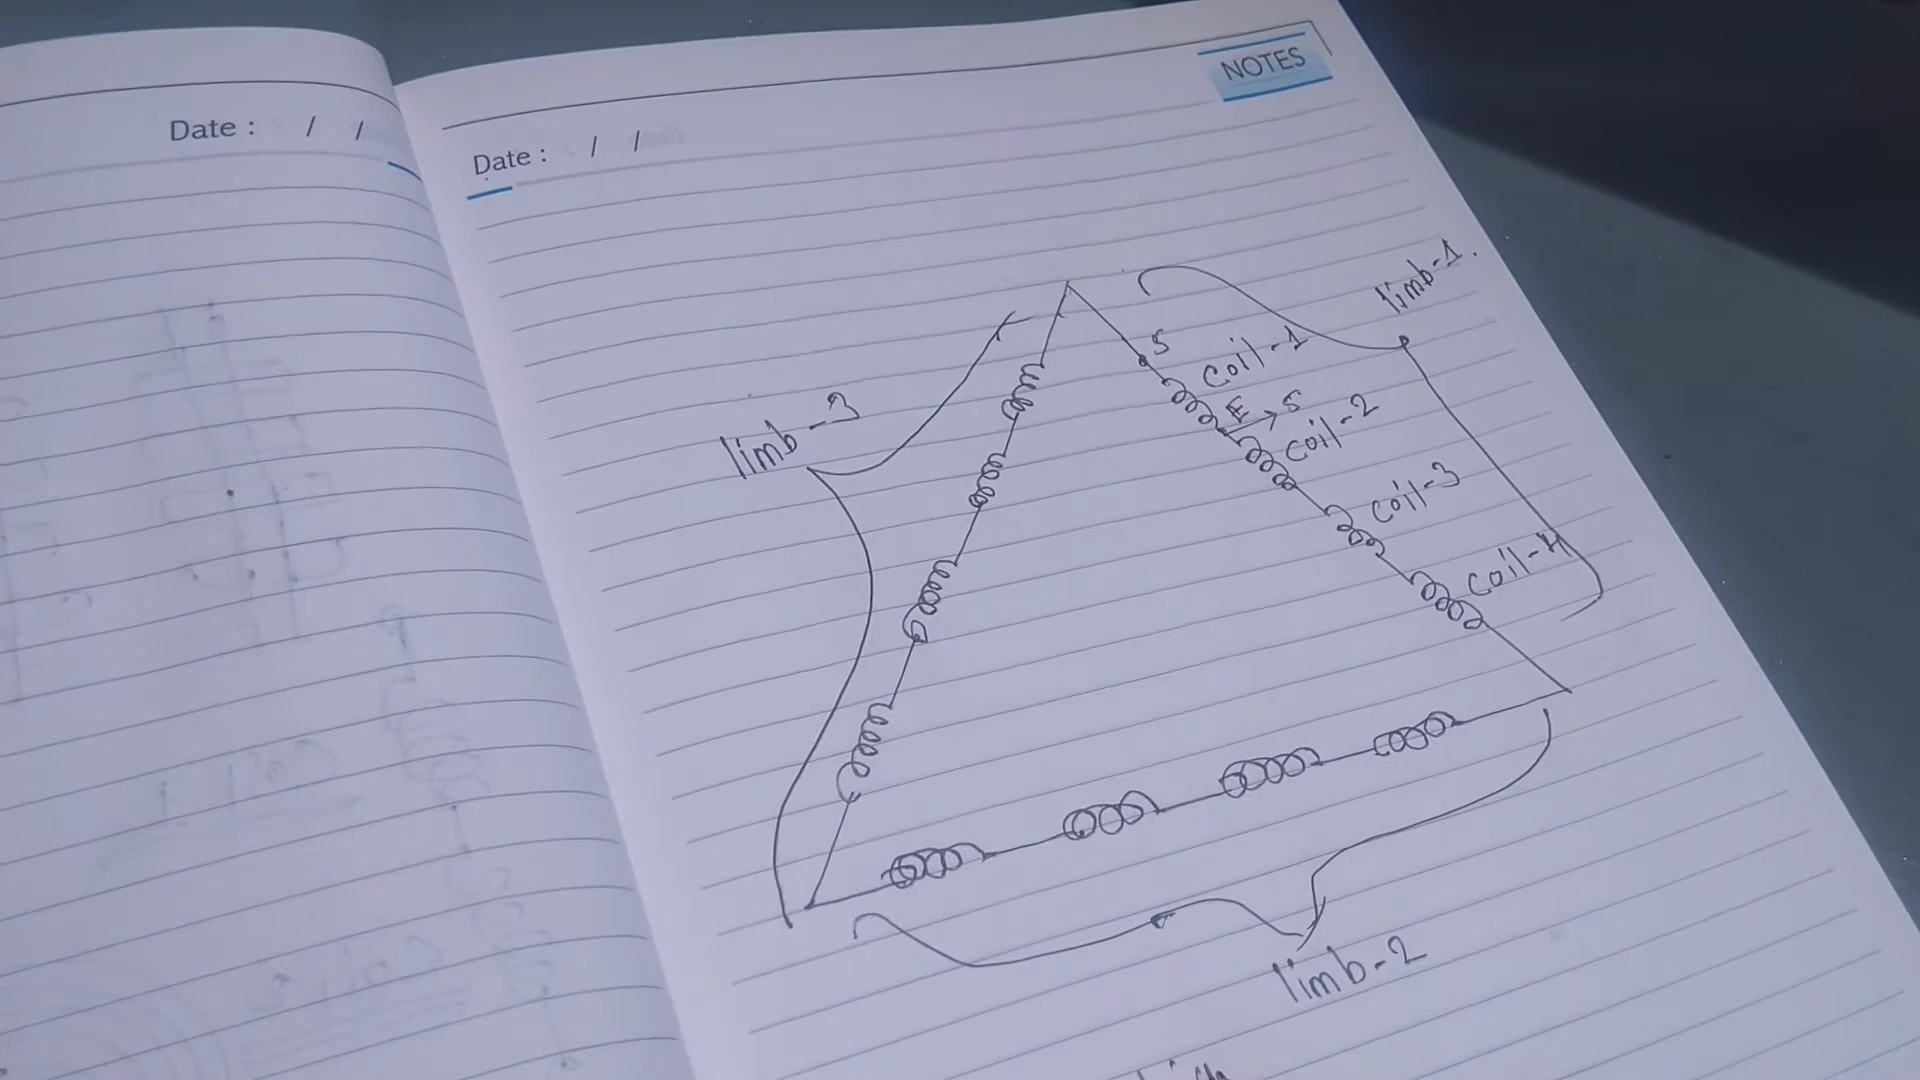 Date : / /
NOTES
Date : / /
limb-1.
S
coil-1
E → S
coil-2
limb-3
coil-3
coil-4
limb-2